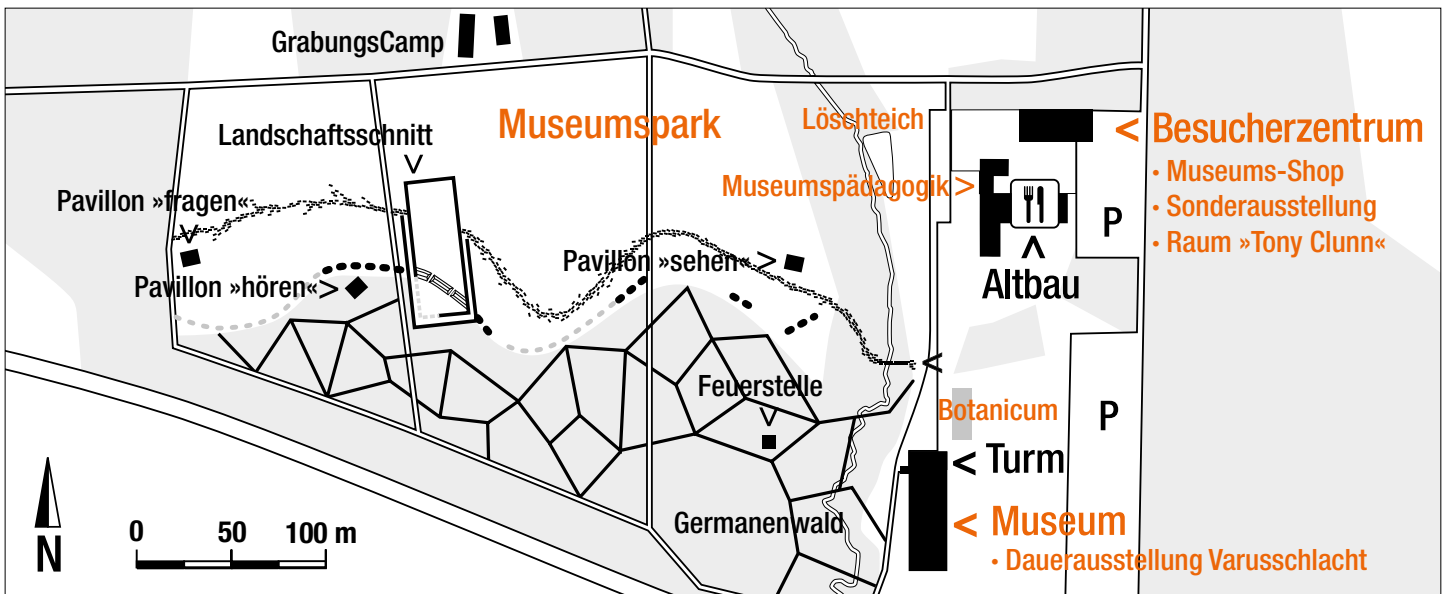 GrabungsCamp
Museumspark
Löschteich
Landschaftsschnitt
< Besucherzentrum
• Museums-Shop
• Sonderausstellung
• Raum »Tony Clunn«
Museumspädagogik >
Pavillon »fragen«
P
Pavillon »sehen« >
Pavillon »hören« >
Altbau
Feuerstelle
Botanicum
P
< Turm
Germanenwald
< Museum
• Dauerausstellung Varusschlacht
0 50 100 m
N